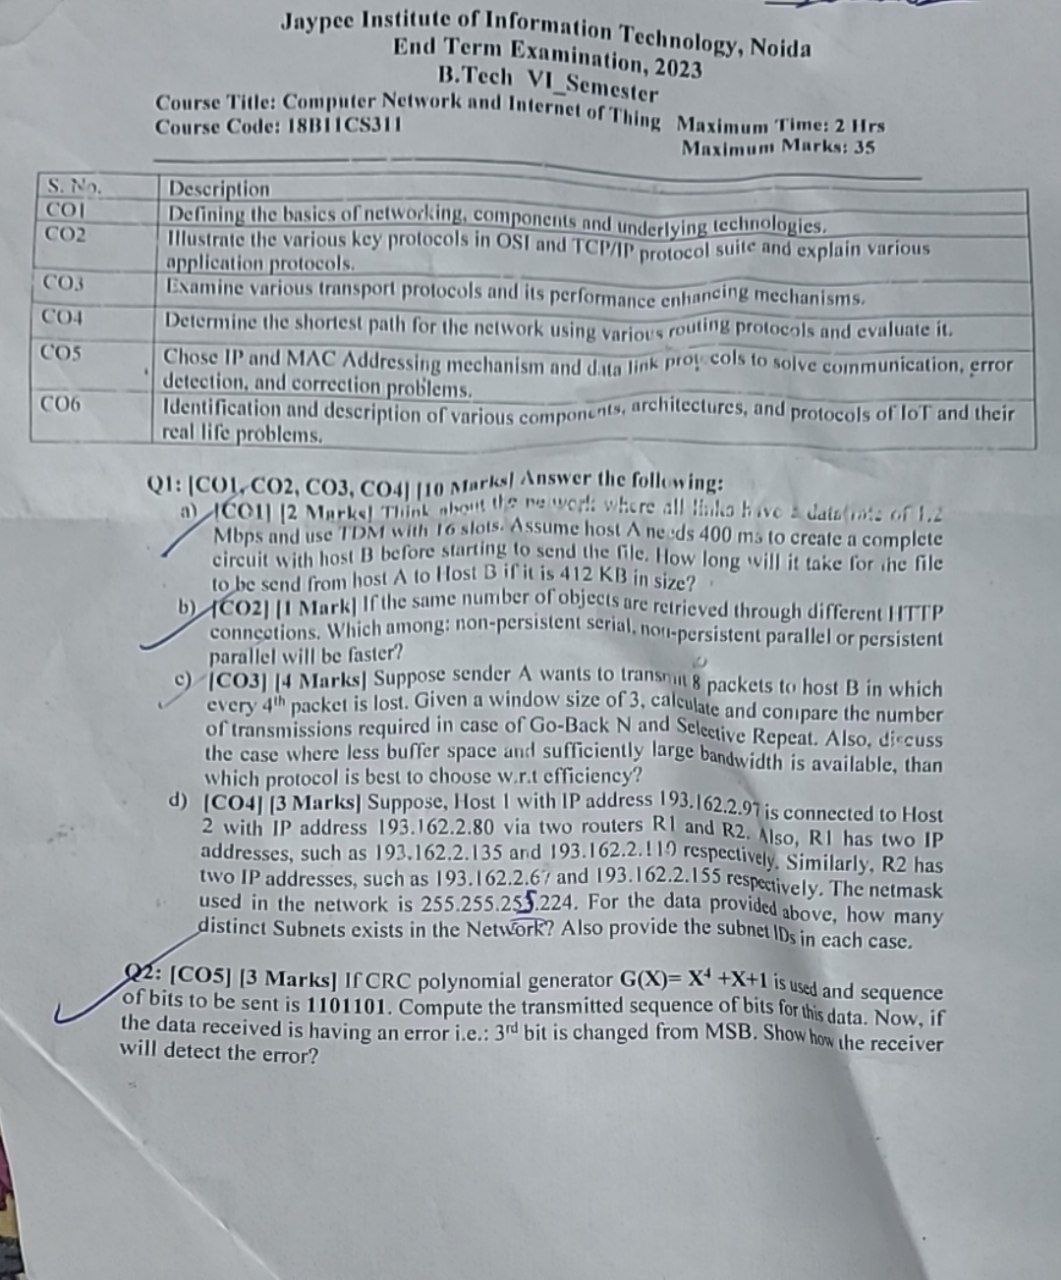 Jaypee Institute of Information Technology, Noida
End Term Examination, 2023
B.Tech VI_Semester
Course Title: Computer Network and Internet of Thing Maximum Time: 2 Hrs
Course Code: 18B11CS311
Maximum Marks: 35
S. No. Description
CO1 Defining the basics of networking, components and underlying technologies.
CO2 Illustrate the various key protocols in OSI and TCP/IP protocol suite and explain various
application protocols.
CO3 Examine various transport protocols and its performance enhancing mechanisms.
CO4 Determine the shortest path for the network using various routing protocols and evaluate it.
CO5 Chose IP and MAC Addressing mechanism and data link protocols to solve communication, error
detection, and correction problems.
CO6 Identification and description of various components, architectures, and protocols of IoT and their
real life problems.
Q1: [CO1, CO2, CO3, CO4] [10 Marks] Answer the following:
a) [CO1] [2 Marks] Think about the network where all links have a data rate of 1.2
Mbps and use TDM with 16 slots. Assume host A needs 400 ms to create a complete
circuit with host B before starting to send the file. How long will it take for the file
to be send from host A to Host B if it is 412 KB in size?
b) [CO2] [1 Mark] If the same number of objects are retrieved through different HTTP
connections. Which among: non-persistent serial, non-persistent parallel or persistent
parallel will be faster?
c) [CO3] [4 Marks] Suppose sender A wants to transmit 8 packets to host B in which
every 4th packet is lost. Given a window size of 3, calculate and compare the number
of transmissions required in case of Go-Back N and Selective Repeat. Also, discuss
the case where less buffer space and sufficiently large bandwidth is available, than
which protocol is best to choose w.r.t efficiency?
d) [CO4] [3 Marks] Suppose, Host 1 with IP address 193.162.2.97 is connected to Host
2 with IP address 193.162.2.80 via two routers R1 and R2. Also, R1 has two IP
addresses, such as 193.162.2.135 and 193.162.2.110 respectively. Similarly, R2 has
two IP addresses, such as 193.162.2.67 and 193.162.2.155 respectively. The netmask
used in the network is 255.255.255.224. For the data provided above, how many
distinct Subnets exists in the Network? Also provide the subnet IDs in each case.
Q2: [CO5] [3 Marks] If CRC polynomial generator G(X)= X⁴ +X+1 is used and sequence
of bits to be sent is 1101101. Compute the transmitted sequence of bits for this data. Now, if
the data received is having an error i.e.: 3rd bit is changed from MSB. Show how the receiver
will detect the error?